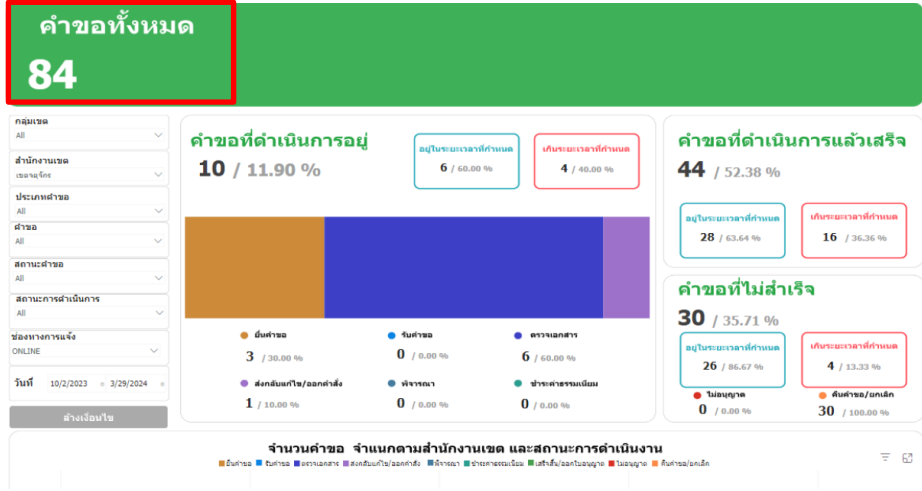 คำขอทั้งหมด
84
กลุ่มเขต
All
สำนักงานเขต
เขตจตุจักร
ประเภทคำขอ
All
คำขอ
All
สถานะคำขอ
All
สถานะการดำเนินการ
All
ช่องทางการแจ้ง
ONLINE
วันที่ 10/2/2023 3/29/2024
ล้างเงื่อนไข
คำขอที่ดำเนินการอยู่
10 / 11.90 %
อยู่ในระยะเวลาที่กำหนด
6 / 60.00 %
เกินระยะเวลาที่กำหนด
4 / 40.00 %
ยื่นคำขอ
3 / 30.00 %
รับคำขอ
0 / 0.00 %
ตรวจเอกสาร
6 / 60.00 %
ส่งกลับแก้ไข/ออกคำสั่ง
1 / 10.00 %
พิจารณา
0 / 0.00 %
ชำระค่าธรรมเนียม
0 / 0.00 %
คำขอที่ดำเนินการแล้วเสร็จ
44 / 52.38 %
อยู่ในระยะเวลาที่กำหนด
28 / 63.64 %
เกินระยะเวลาที่กำหนด
16 / 36.36 %
คำขอที่ไม่สำเร็จ
30 / 35.71 %
อยู่ในระยะเวลาที่กำหนด
26 / 86.67 %
เกินระยะเวลาที่กำหนด
4 / 13.33 %
ไม่อนุญาต
0 / 0.00 %
คืนคำขอ/ยกเลิก
30 / 100.00 %
จำนวนคำขอ จำแนกตามสำนักงานเขต และสถานะการดำเนินงาน
ยื่นคำขอ รับคำขอ ตรวจเอกสาร ส่งกลับแก้ไข/ออกคำสั่ง พิจารณา ชำระค่าธรรมเนียม เสร็จสิ้น/ออกใบอนุญาต ไม่อนุญาต คืนคำขอ/ยกเลิก